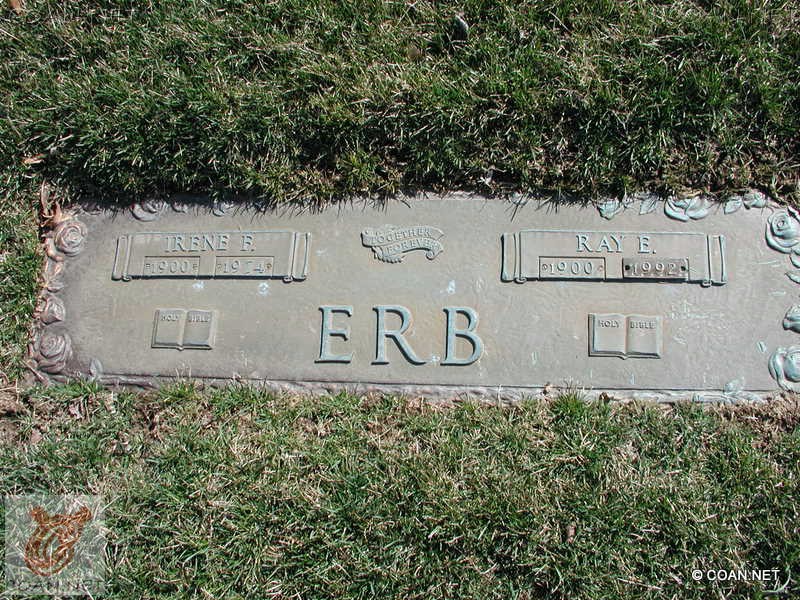 IRENE F.
1900 1974
TOGETHER
FOREVER
RAY E.
1900 1992
HOLY BIBLE
ERB
HOLY BIBLE
© COAN.NET